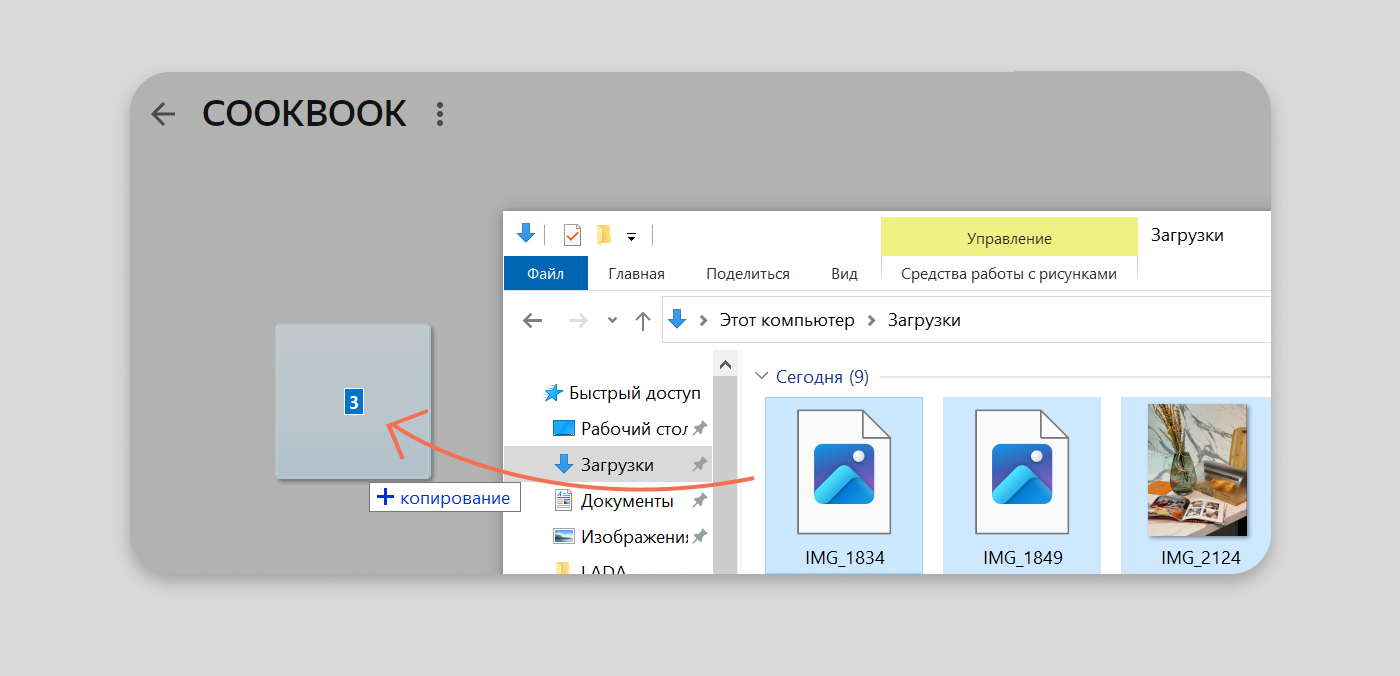 COOKBOOK
Управление
Загрузки
Файл
Главная
Поделиться
Вид
Средства работы с рисунками
Этот компьютер
Загрузки
Сегодня (9)
Быстрый доступ
Рабочий стол
Загрузки
Документы
Изображения
LADA
3
копирование
IMG_1834
IMG_1849
IMG_2124